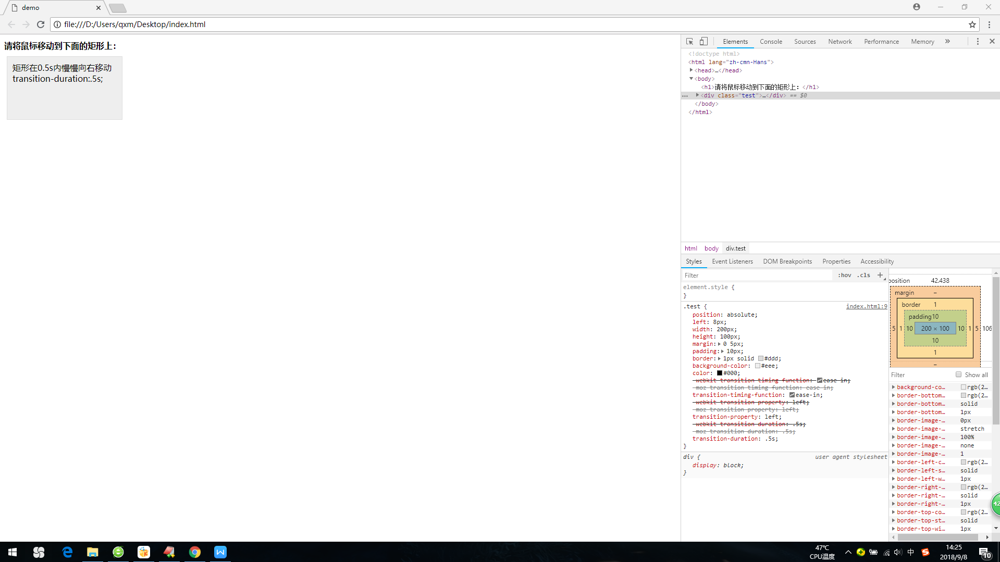 demo
file:///D:/Users/qxm/Desktop/index.html
请将鼠标移动到下面的矩形上：
矩形在0.5s内慢慢向右移动
transition-duration:.5s;
Elements Console Sources Network Performance Memory »
<!doctype html>
<html lang="zh-cmn-Hans">
<head>…</head>
<body>
<h1>请将鼠标移动到下面的矩形上：</h1>
<div class="test">…</div> == $0
</body>
</html>
html body div.test
Styles Event Listeners DOM Breakpoints Properties Accessibility
Filter :hov .cls +
element.style {
}
.test { index.html:9
position: absolute;
left: 8px;
width: 200px;
height: 100px;
margin: 0 5px;
padding: 10px;
border: 1px solid #ddd;
background-color: #eee;
color: #000;
-webkit-transition-timing-function: ease-in;
-moz-transition-timing-function: ease-in;
transition-timing-function: ease-in;
-webkit-transition-property: left;
-moz-transition-property: left;
transition-property: left;
-webkit-transition-duration: .5s;
-moz-transition-duration: .5s;
transition-duration: .5s;
}
div { user agent stylesheet
display: block;
}
position 42.438
margin –
border 1
padding10
5 1 10 200 × 100 10 1 5 106
10
1
–
Filter Show all
background-co… rgb(2…
border-bottom… rgb(2…
border-bottom… solid
border-bottom… 1px
border-image-… 0px
border-image-… stretch
border-image-… 100%
border-image-… none
border-image-… 1
border-left-c… rgb(2…
border-left-s… solid
border-left-w… 1px
border-right-… rgb(2…
border-right-… solid
border-right-… 1px
border-top-co… rgb(2…
border-top-st… solid
border-top-wi… 1px
42
47℃
CPU温度
中
14:25
2018/9/8
10